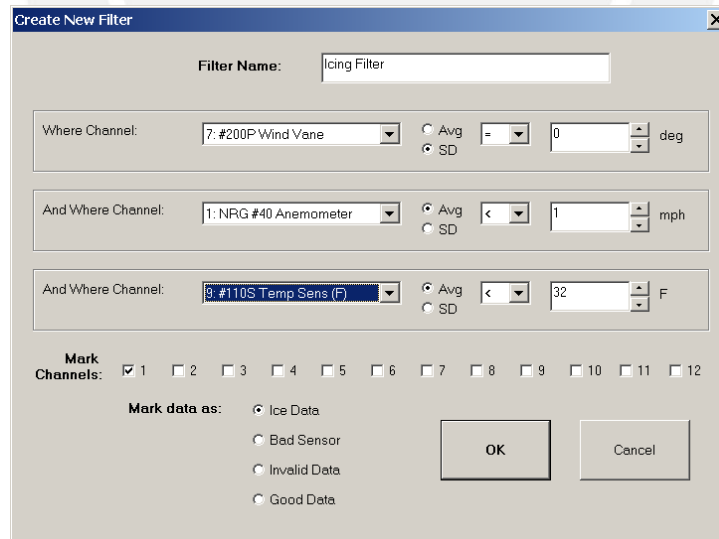 Create New Filter
Filter Name: Icing Filter
Where Channel: 7: #200P Wind Vane Avg SD = 0 deg
And Where Channel: 1: NRG #40 Anemometer Avg SD < 1 mph
And Where Channel: 9: #110S Temp Sens (F) Avg SD < 32 F
Mark Channels: 1 2 3 4 5 6 7 8 9 10 11 12
Mark data as: Ice Data
Bad Sensor
Invalid Data
Good Data
OK Cancel